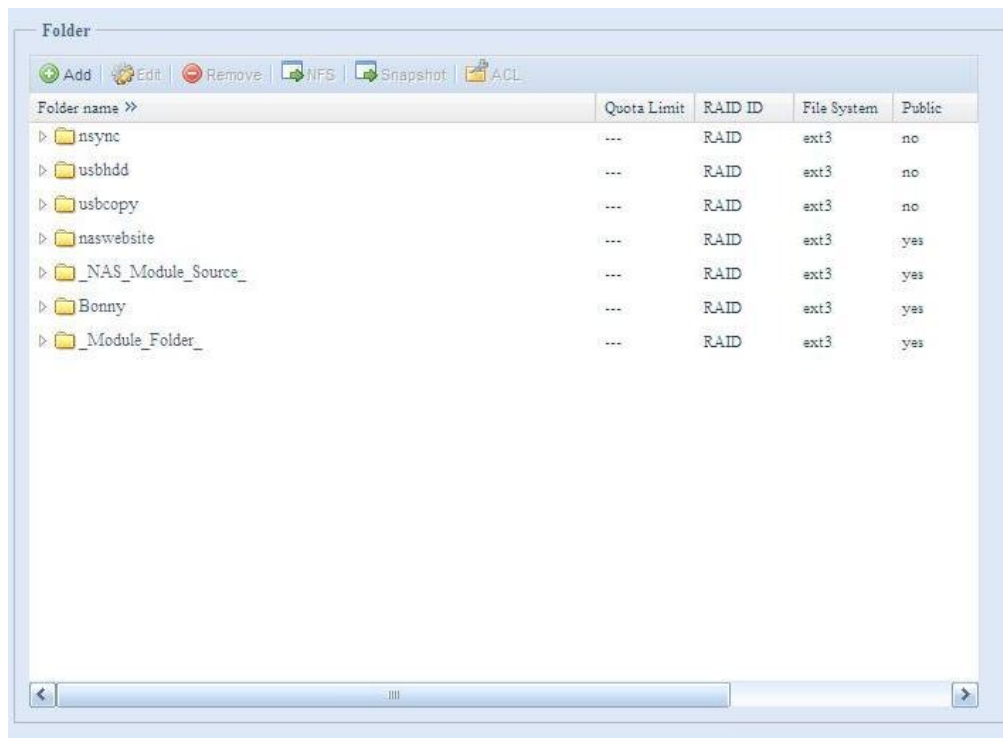 Folder
Add Edit Remove NFS Snapshot ACL
Folder name >> Quota Limit RAID ID File System Public
nsync --- RAID ext3 no
usbhdd --- RAID ext3 no
usbcopy --- RAID ext3 no
naswebsite --- RAID ext3 yes
_NAS_Module_Source_ --- RAID ext3 yes
Bonny --- RAID ext3 yes
_Module_Folder_ --- RAID ext3 yes